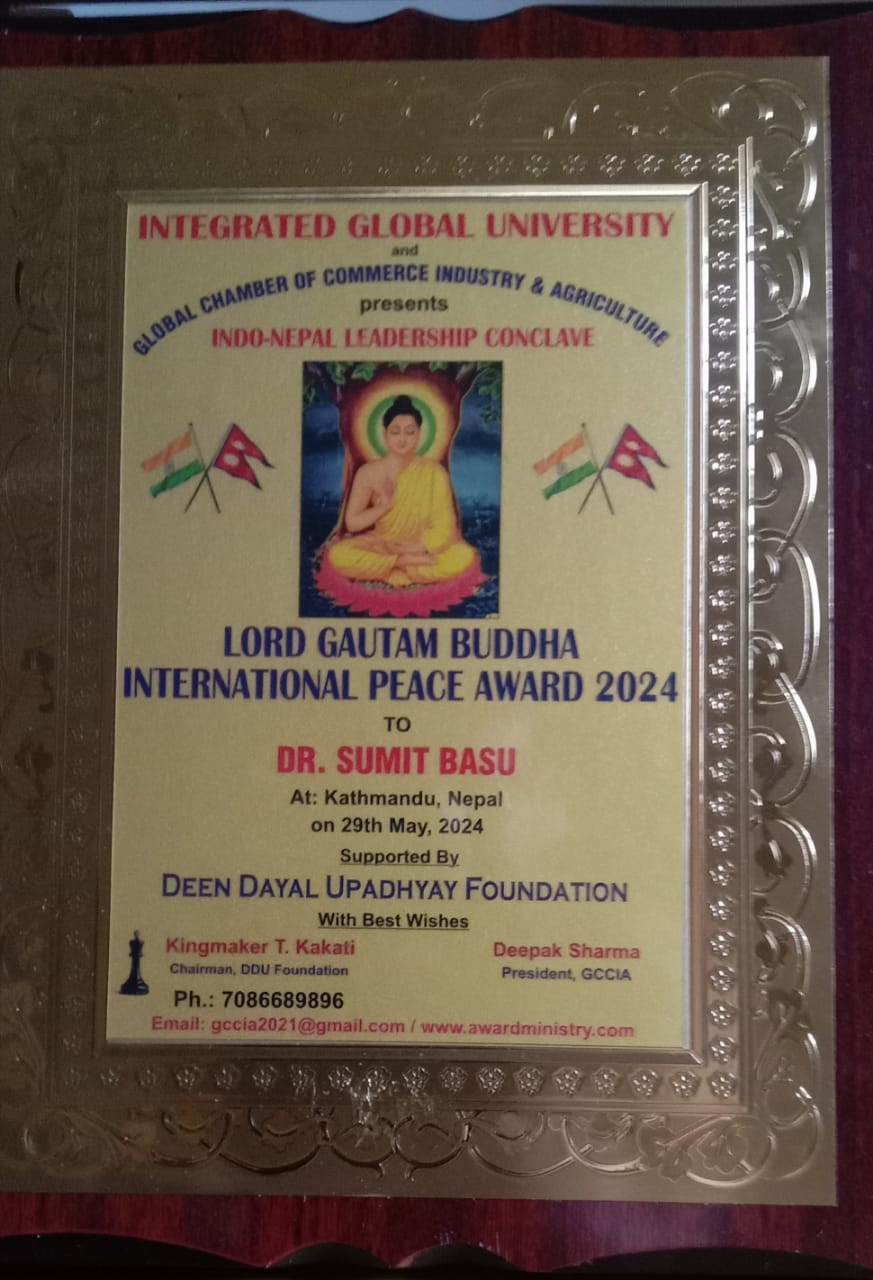 INTEGRATED GLOBAL UNIVERSITY
and
GLOBAL CHAMBER OF COMMERCE INDUSTRY & AGRICULTURE
presents
INDO-NEPAL LEADERSHIP CONCLAVE
LORD GAUTAM BUDDHA
INTERNATIONAL PEACE AWARD 2024
TO
DR. SUMIT BASU
At: Kathmandu, Nepal
on 29th May, 2024
Supported By
DEEN DAYAL UPADHYAY FOUNDATION
With Best Wishes
Kingmaker T. Kakati
Chairman, DDU Foundation
Deepak Sharma
President, GCCIA
Ph.: 7086689896
Email: gccia2021@gmail.com / www.awardministry.com